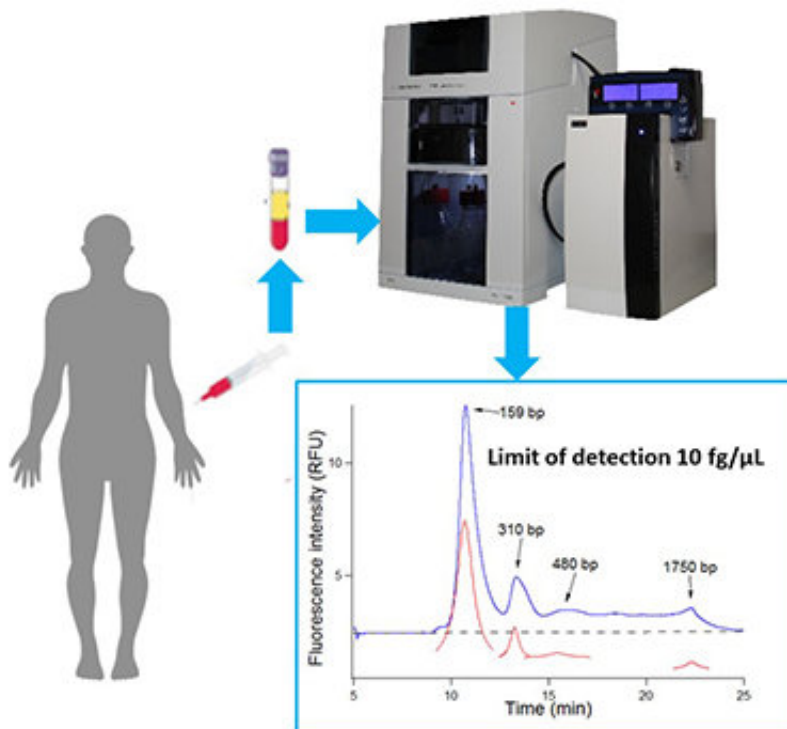 159 bp
Limit of detection 10 fg/µL
310 bp
480 bp
1750 bp
Fluorescence intensity (RFU)
10
5
5
10
15
20
25
Time (min)